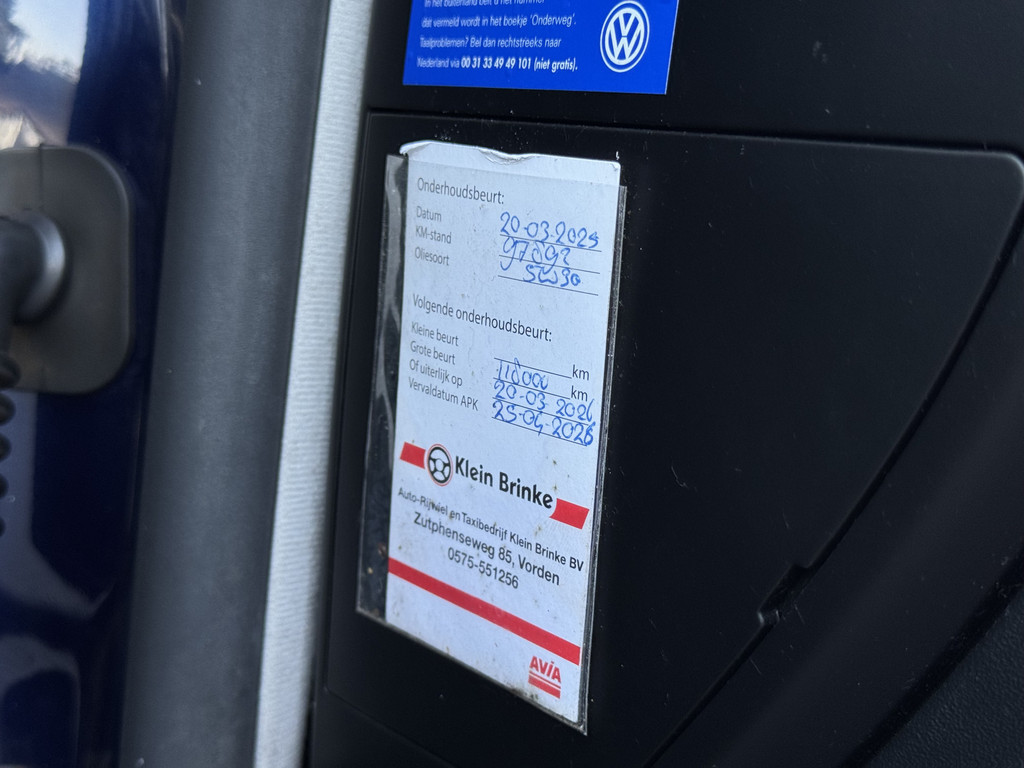 In het buitenland belt u het nummer
dat vermeld wordt in het boekje 'Onderweg'.
Taalproblemen? Bel dan rechtstreeks naar
Nederland via 00 31 33 49 49 101 (niet gratis).
Onderhoudsbeurt:
Datum 20-03-2025
KM-stand 97892
Oliesoort 5W30
Volgende onderhoudsbeurt:
Kleine beurt km
Grote beurt 118000 km
Of uiterlijk op 20-03 2026
Vervaldatum APK 25-04-2026
Klein Brinke
Auto-Rijwiel en Taxibedrijf Klein Brinke BV
Zutphenseweg 85, Vorden
0575-551256
AVIA